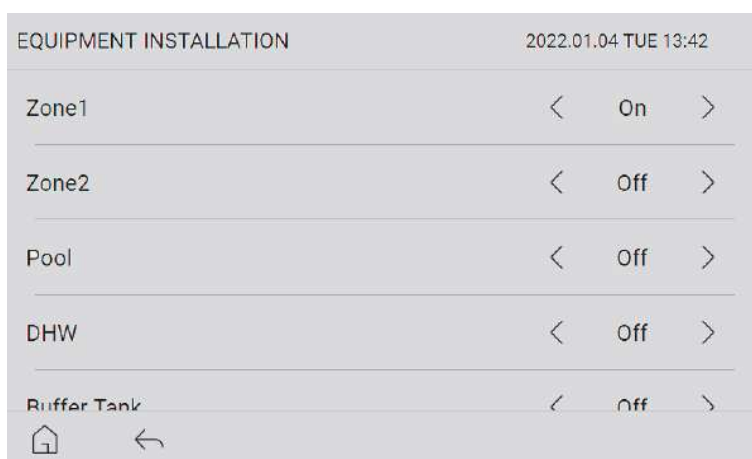 EQUIPMENT INSTALLATION 2022.01.04 TUE 13:42
Zone1 On
Zone2 Off
Pool Off
DHW Off
Buffer Tank Off